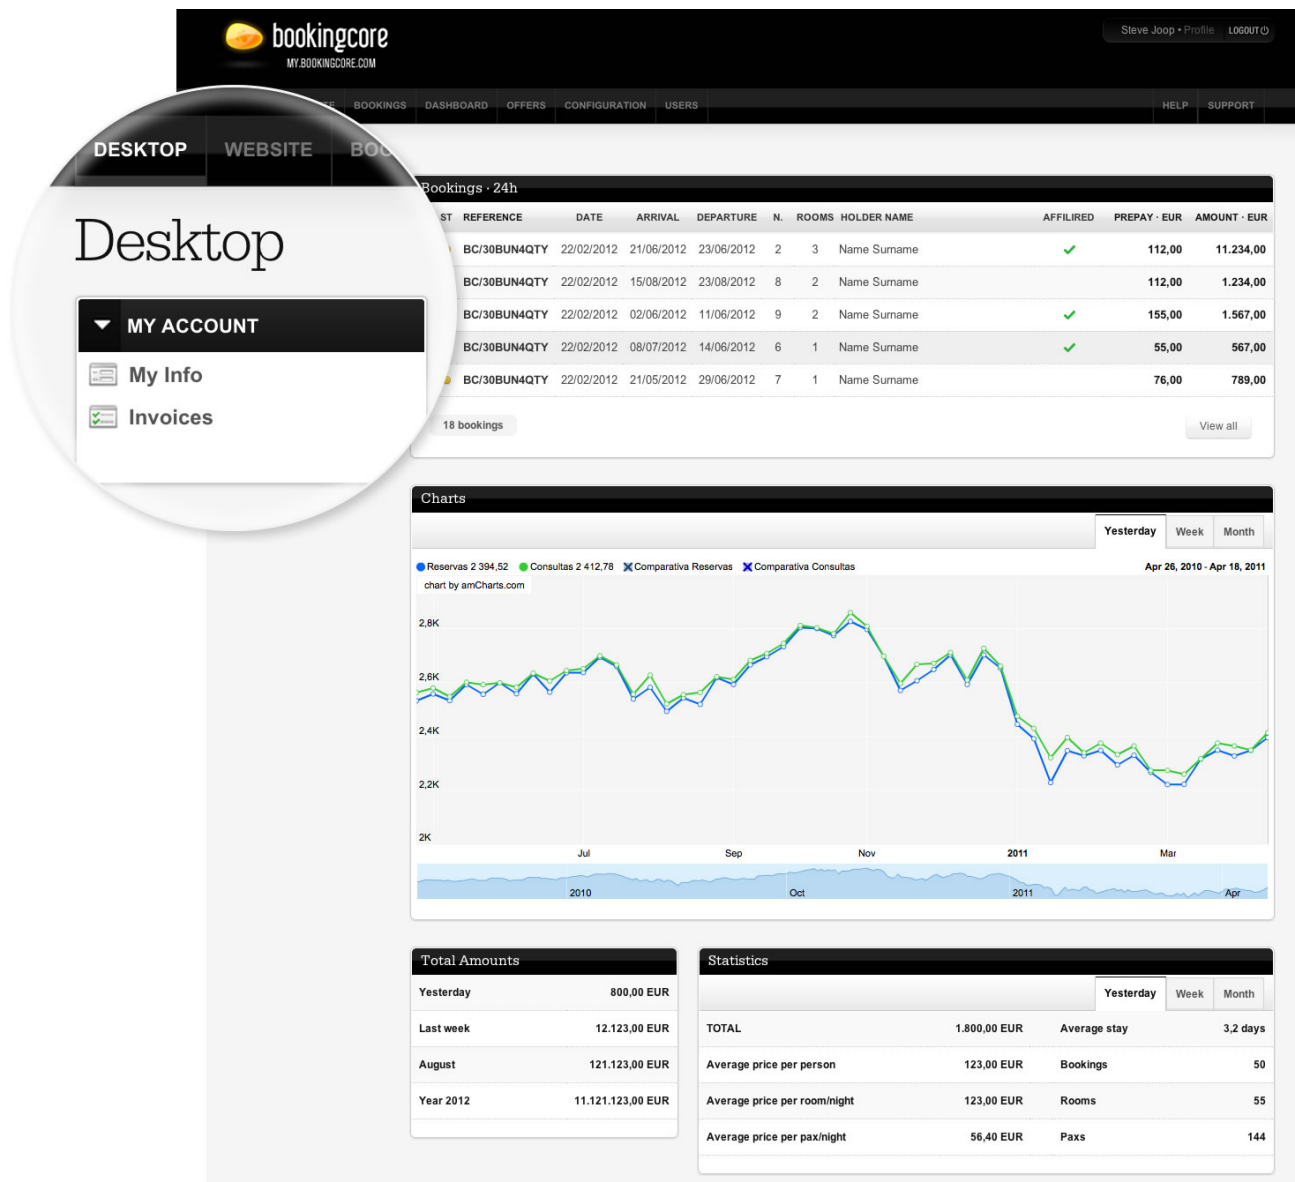 bookingcore
MY.BOOKINGCORE.COM
Steve Joop • Profile LOGOUT
BOOKINGS DASHBOARD OFFERS CONFIGURATION USERS HELP SUPPORT
DESKTOP WEBSITE BOO
Desktop
MY ACCOUNT
My Info
Invoices
Bookings · 24h
ST REFERENCE DATE ARRIVAL DEPARTURE N. ROOMS HOLDER NAME AFFILIRED PREPAY · EUR AMOUNT · EUR
BC/30BUN4QTY 22/02/2012 21/06/2012 23/06/2012 2 3 Name Surname 112,00 11.234,00
BC/30BUN4QTY 22/02/2012 15/08/2012 23/08/2012 8 2 Name Surname 112,00 1.234,00
BC/30BUN4QTY 22/02/2012 02/06/2012 11/06/2012 9 2 Name Surname 155,00 1.567,00
BC/30BUN4QTY 22/02/2012 08/07/2012 14/06/2012 6 1 Name Surname 55,00 567,00
BC/30BUN4QTY 22/02/2012 21/05/2012 29/06/2012 7 1 Name Surname 76,00 789,00
18 bookings View all
Charts
Yesterday Week Month
Reservas 2 394,52 Consultas 2 412,78 Comparativa Reservas Comparativa Consultas Apr 26, 2010 - Apr 18, 2011
chart by amCharts.com
2,8K
2,6K
2,4K
2,2K
2K
Jul Sep Nov 2011 Mar
2010 Oct 2011 Apr
Total Amounts
Yesterday 800,00 EUR
Last week 12.123,00 EUR
August 121.123,00 EUR
Year 2012 11.121.123,00 EUR
Statistics
Yesterday Week Month
TOTAL 1.800,00 EUR Average stay 3,2 days
Average price per person 123,00 EUR Bookings 50
Average price per room/night 123,00 EUR Rooms 55
Average price per pax/night 56,40 EUR Paxs 144